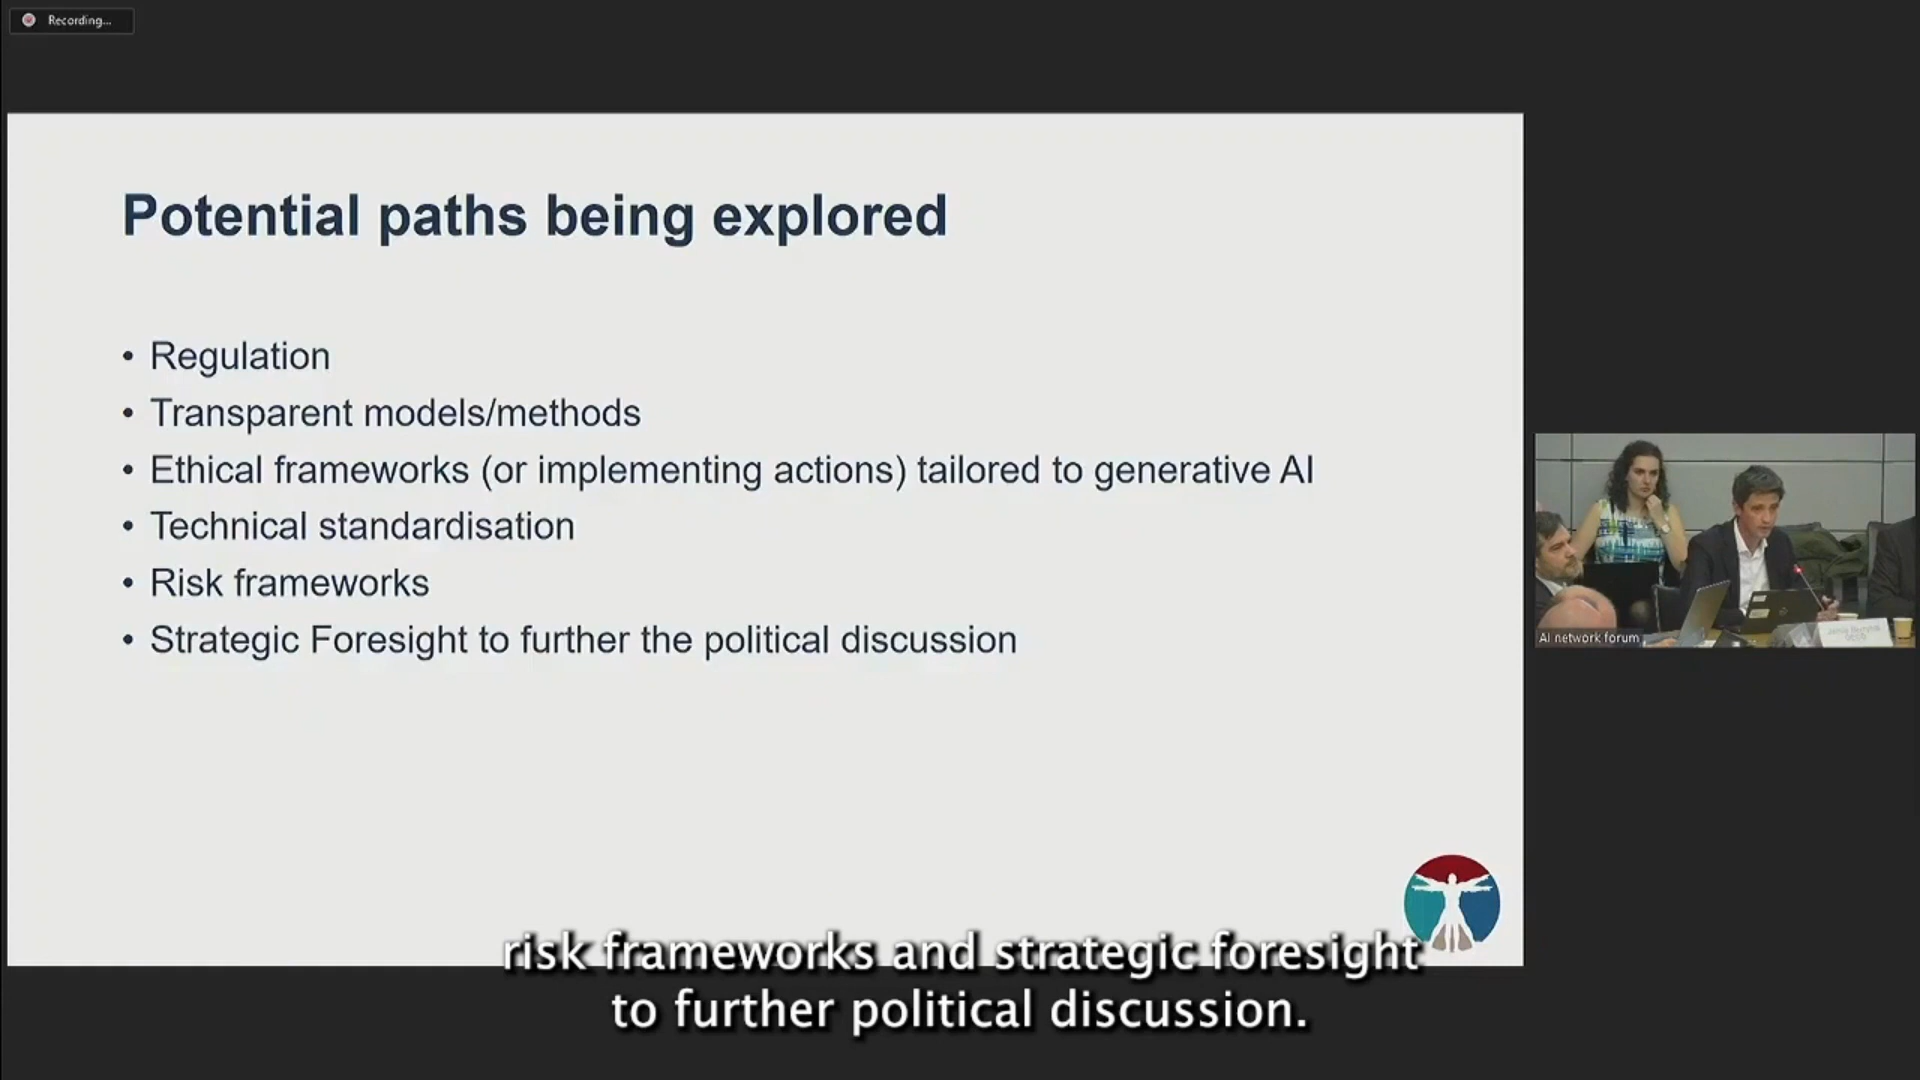 Recording...
Potential paths being explored
• Regulation
• Transparent models/methods
• Ethical frameworks (or implementing actions) tailored to generative AI
• Technical standardisation
• Risk frameworks
• Strategic Foresight to further the political discussion
AI network forum
risk frameworks and strategic foresight
to further political discussion.